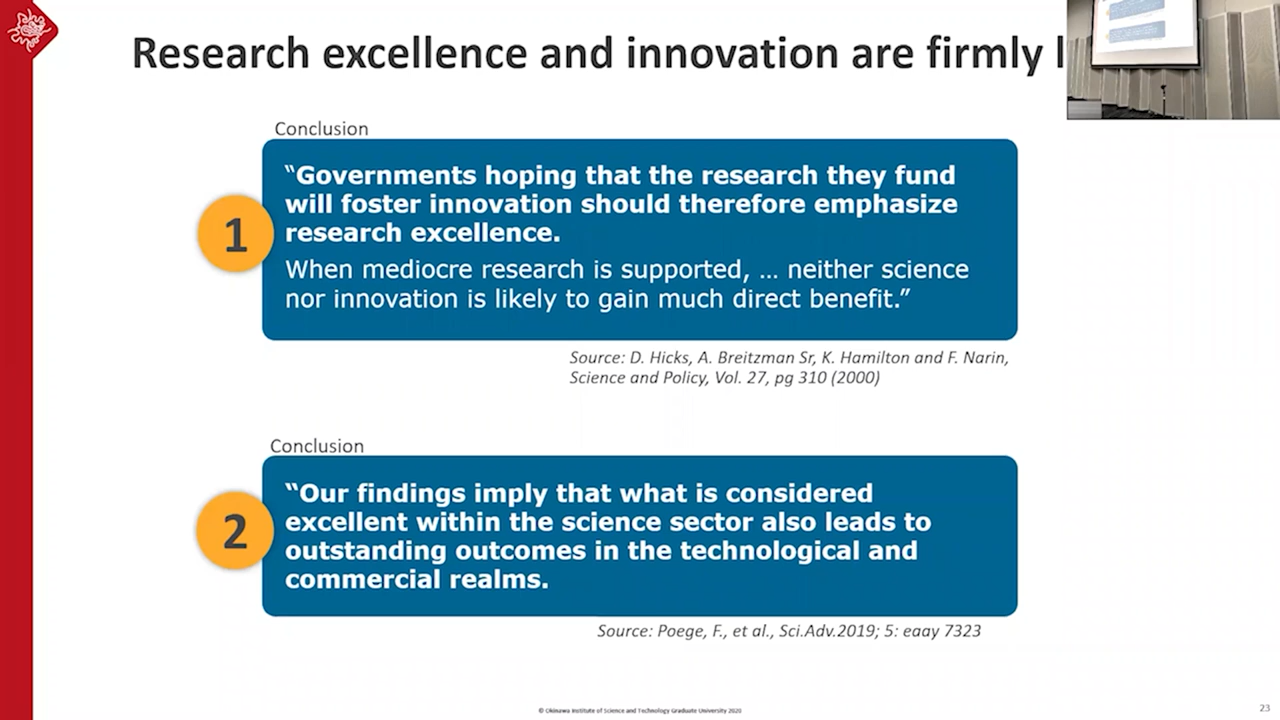 Research excellence and innovation are firmly
Conclusion
1
“Governments hoping that the research they fund
will foster innovation should therefore emphasize
research excellence.
When mediocre research is supported, … neither science
nor innovation is likely to gain much direct benefit.”
Source: D. Hicks, A. Breitzman Sr, K. Hamilton and F. Narin,
Science and Policy, Vol. 27, pg 310 (2000)
Conclusion
2
“Our findings imply that what is considered
excellent within the science sector also leads to
outstanding outcomes in the technological and
commercial realms.
Source: Poege, F., et al., Sci.Adv.2019; 5: eaay 7323
© Okinawa Institute of Science and Technology Graduate University 2020
23